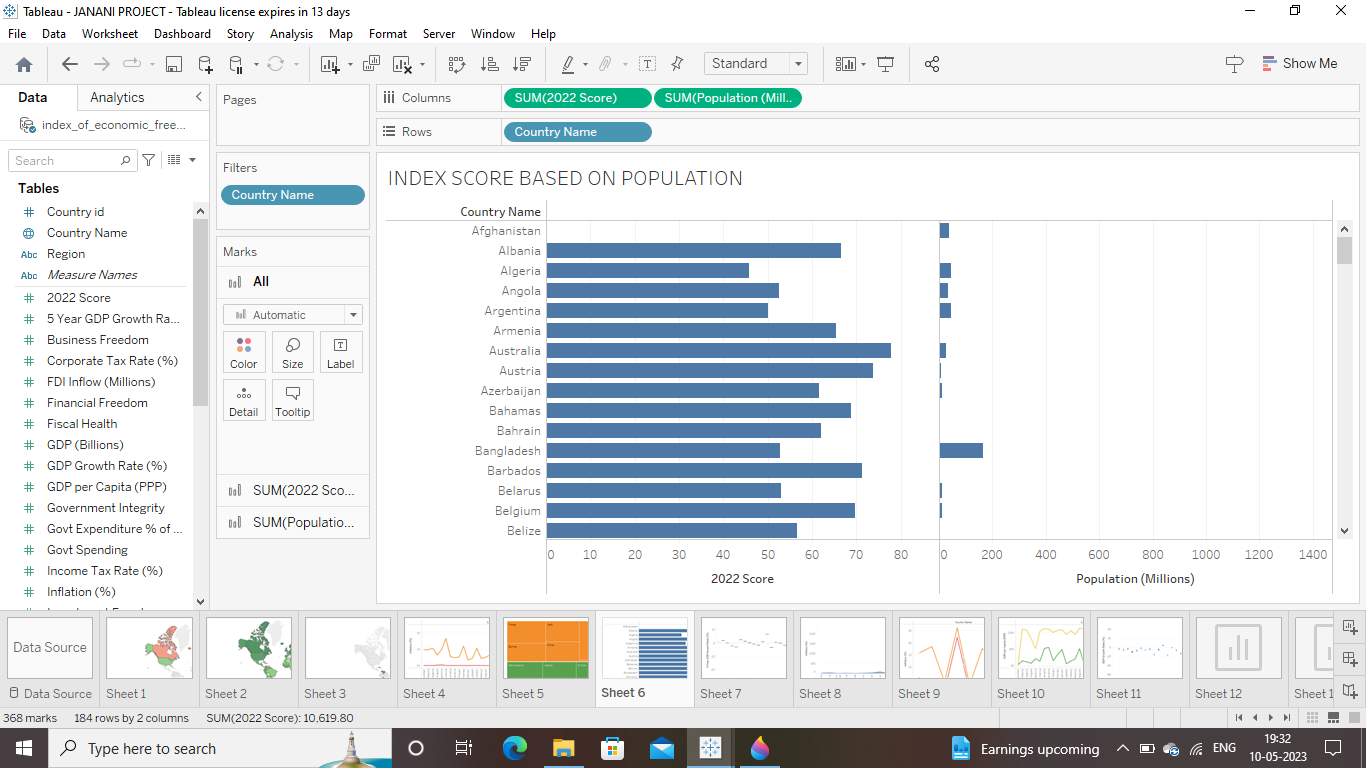 Tableau - JANANI PROJECT - Tableau license expires in 13 days
File Data Worksheet Dashboard Story Analysis Map Format Server Window Help
Standard
Show Me
Data Analytics
index_of_economic_free...
Search
Tables
Country id
Country Name
Abc Region
Abc Measure Names
2022 Score
5 Year GDP Growth Ra...
Business Freedom
Corporate Tax Rate (%)
FDI Inflow (Millions)
Financial Freedom
Fiscal Health
GDP (Billions)
GDP Growth Rate (%)
GDP per Capita (PPP)
Government Integrity
Govt Expenditure % of ...
Govt Spending
Income Tax Rate (%)
Inflation (%)
Pages
Filters
Country Name
Marks
All
Automatic
Color Size Label
Detail Tooltip
SUM(2022 Sco...
SUM(Populatio...
Columns SUM(2022 Score) SUM(Population (Mill..
Rows Country Name
INDEX SCORE BASED ON POPULATION
Country Name
Afghanistan
Albania
Algeria
Angola
Argentina
Armenia
Australia
Austria
Azerbaijan
Bahamas
Bahrain
Bangladesh
Barbados
Belarus
Belgium
Belize
0 10 20 30 40 50 60 70 80 0 200 400 600 800 1000 1200 1400
2022 Score Population (Millions)
Data Source
Data Source Sheet 1 Sheet 2 Sheet 3 Sheet 4 Sheet 5 Sheet 6 Sheet 7 Sheet 8 Sheet 9 Sheet 10 Sheet 11 Sheet 12 Sheet 1
368 marks 184 rows by 2 columns SUM(2022 Score): 10,619.80
Type here to search
Earnings upcoming
ENG
19:32
10-05-2023